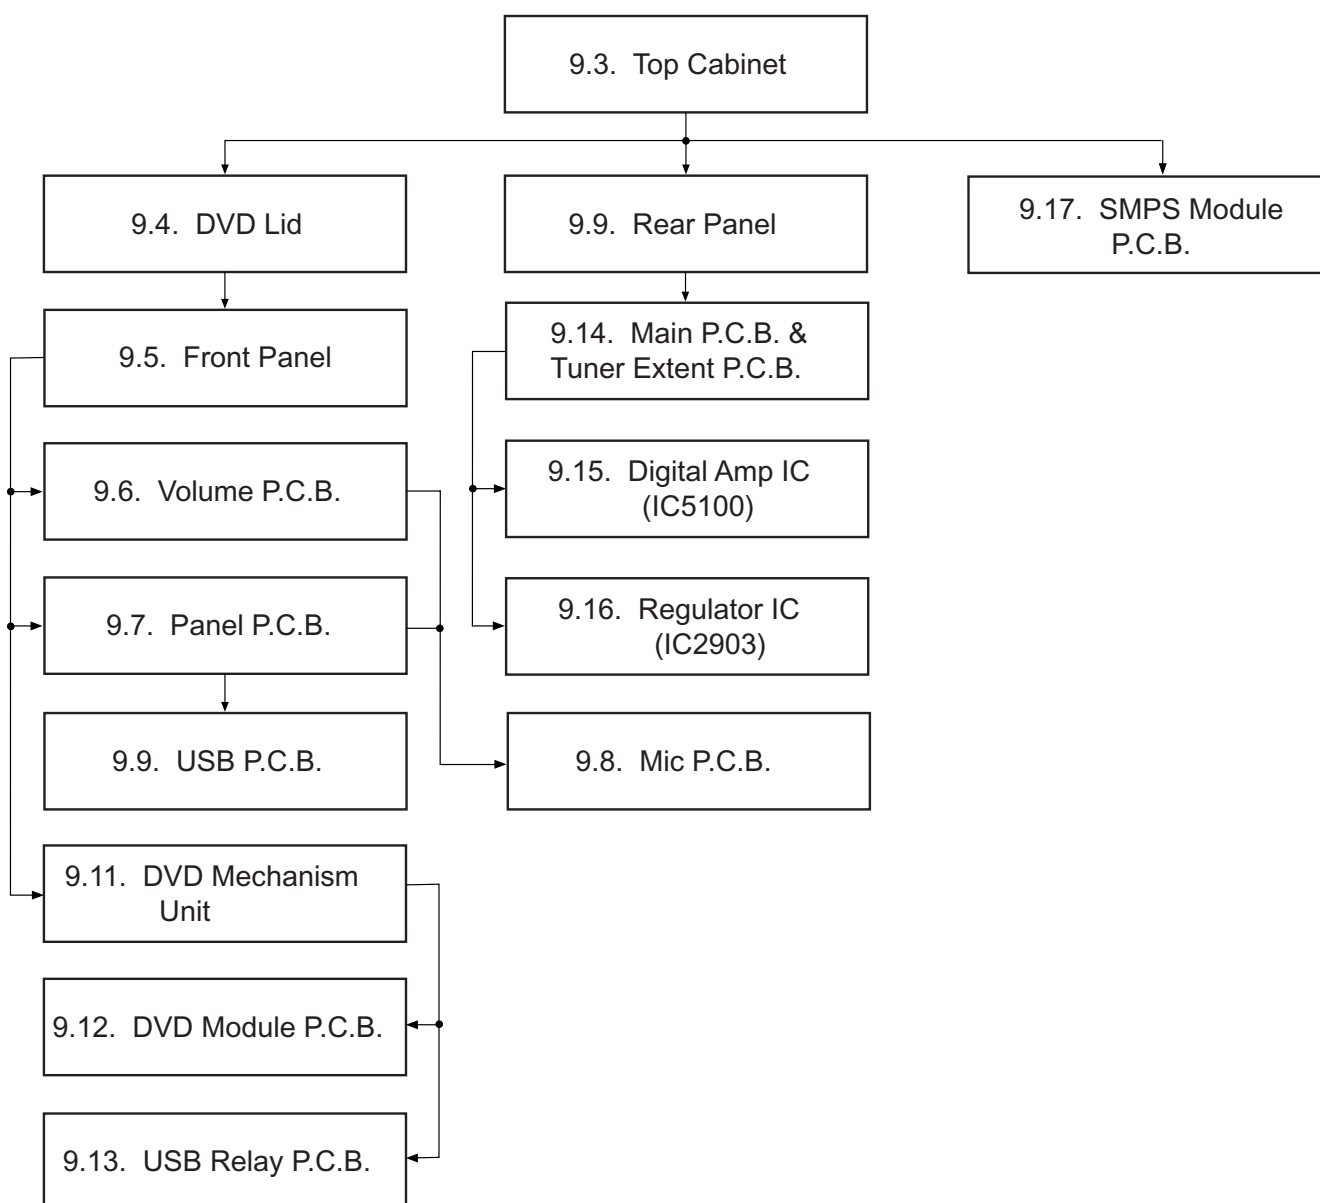 9.3. Top Cabinet
9.4. DVD Lid
9.9. Rear Panel
9.17. SMPS Module
P.C.B.
9.5. Front Panel
9.14. Main P.C.B. &
Tuner Extent P.C.B.
9.6. Volume P.C.B.
9.15. Digital Amp IC
(IC5100)
9.7. Panel P.C.B.
9.16. Regulator IC
(IC2903)
9.9. USB P.C.B.
9.8. Mic P.C.B.
9.11. DVD Mechanism
Unit
9.12. DVD Module P.C.B.
9.13. USB Relay P.C.B.